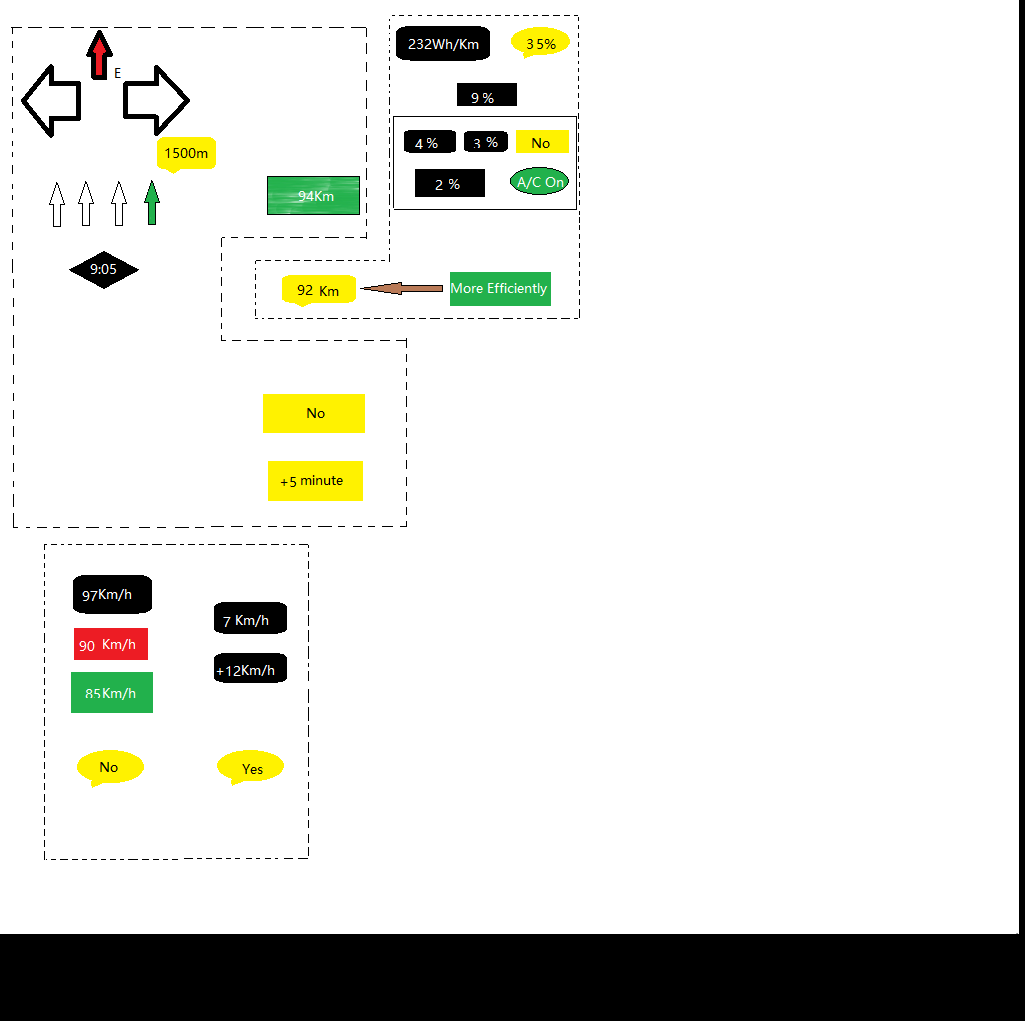 E
1500m
94Km
9:05
232Wh/Km
35%
9 %
4 %
3 %
No
2 %
A/C On
92 Km
More Efficiently
No
+5 minute
97Km/h
90 Km/h
85Km/h
No
7 Km/h
+12Km/h
Yes